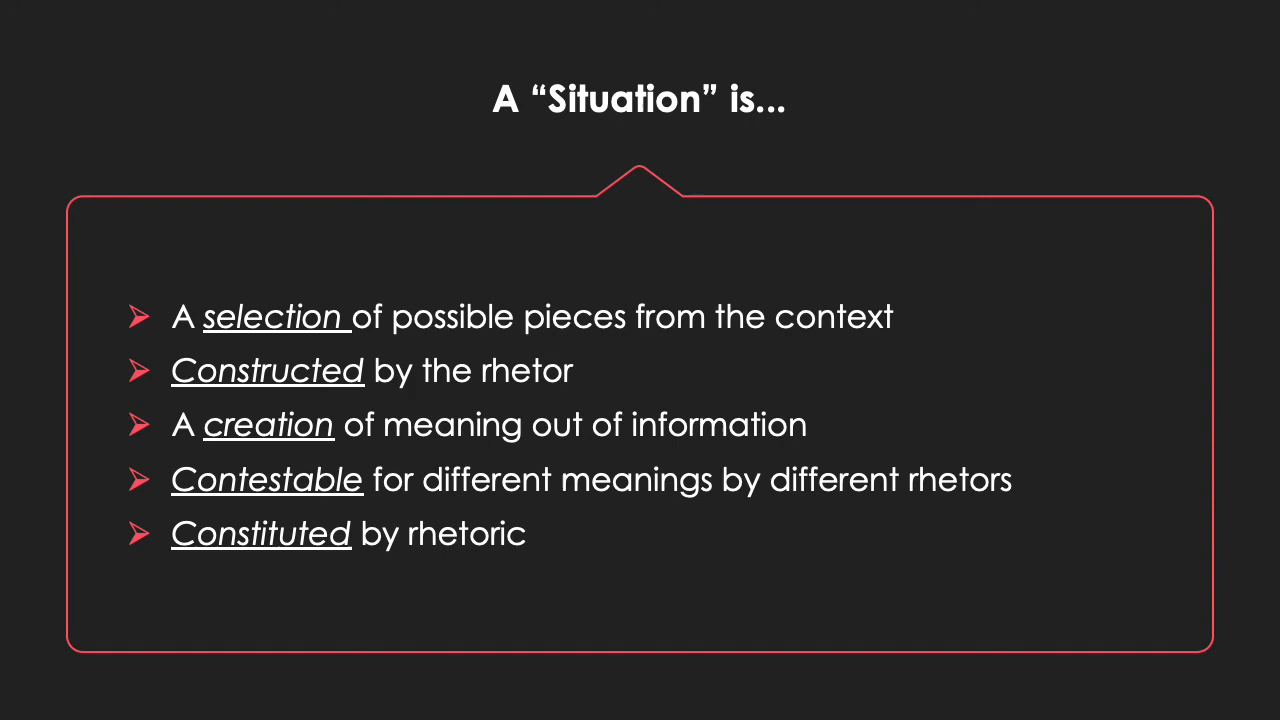 A “Situation” is...
A selection of possible pieces from the context
Constructed by the rhetor
A creation of meaning out of information
Contestable for different meanings by different rhetors
Constituted by rhetoric